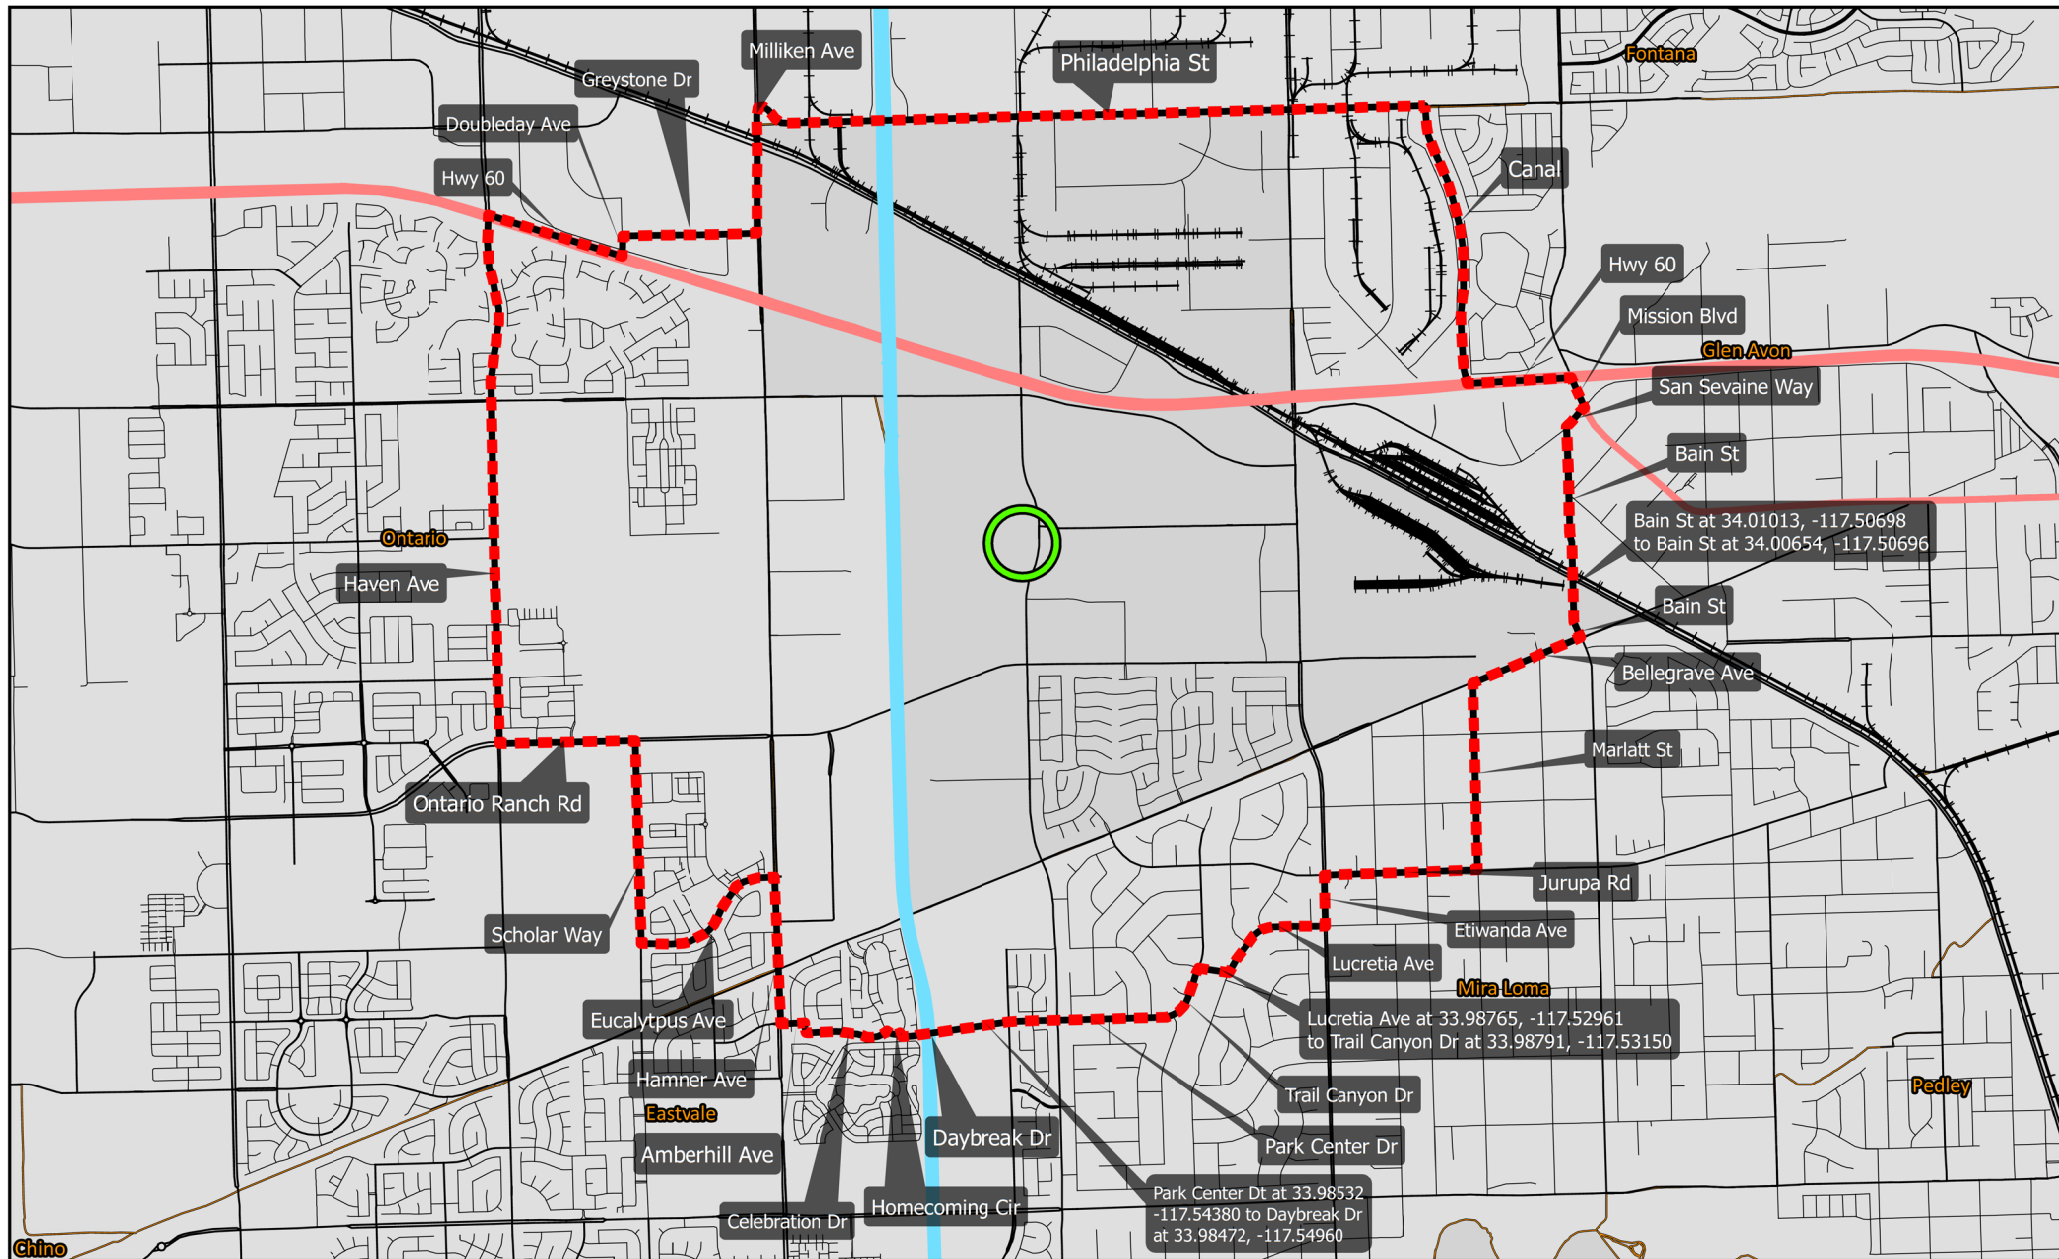 Milliken Ave
Philadelphia St
Fontana
Greystone Dr
Doubleday Ave
Hwy 60
Canal
Hwy 60
Mission Blvd
Glen Avon
San Sevaine Way
Bain St
Bain St at 34.01013, -117.50698
to Bain St at 34.00654, -117.50696
Ontario
Haven Ave
Bain St
Bellegrave Ave
Marlatt St
Ontario Ranch Rd
Jurupa Rd
Scholar Way
Etiwanda Ave
Lucretia Ave
Mira Loma
Eucalytpus Ave
Lucretia Ave at 33.98765, -117.52961
to Trail Canyon Dr at 33.98791, -117.53150
Hamner Ave
Pedley
Trail Canyon Dr
Eastvale
Daybreak Dr
Park Center Dr
Amberhill Ave
Park Center Dt at 33.98532
-117.54380 to Daybreak Dr
at 33.98472, -117.54960
Homecoming Cir
Celebration Dr
Chino